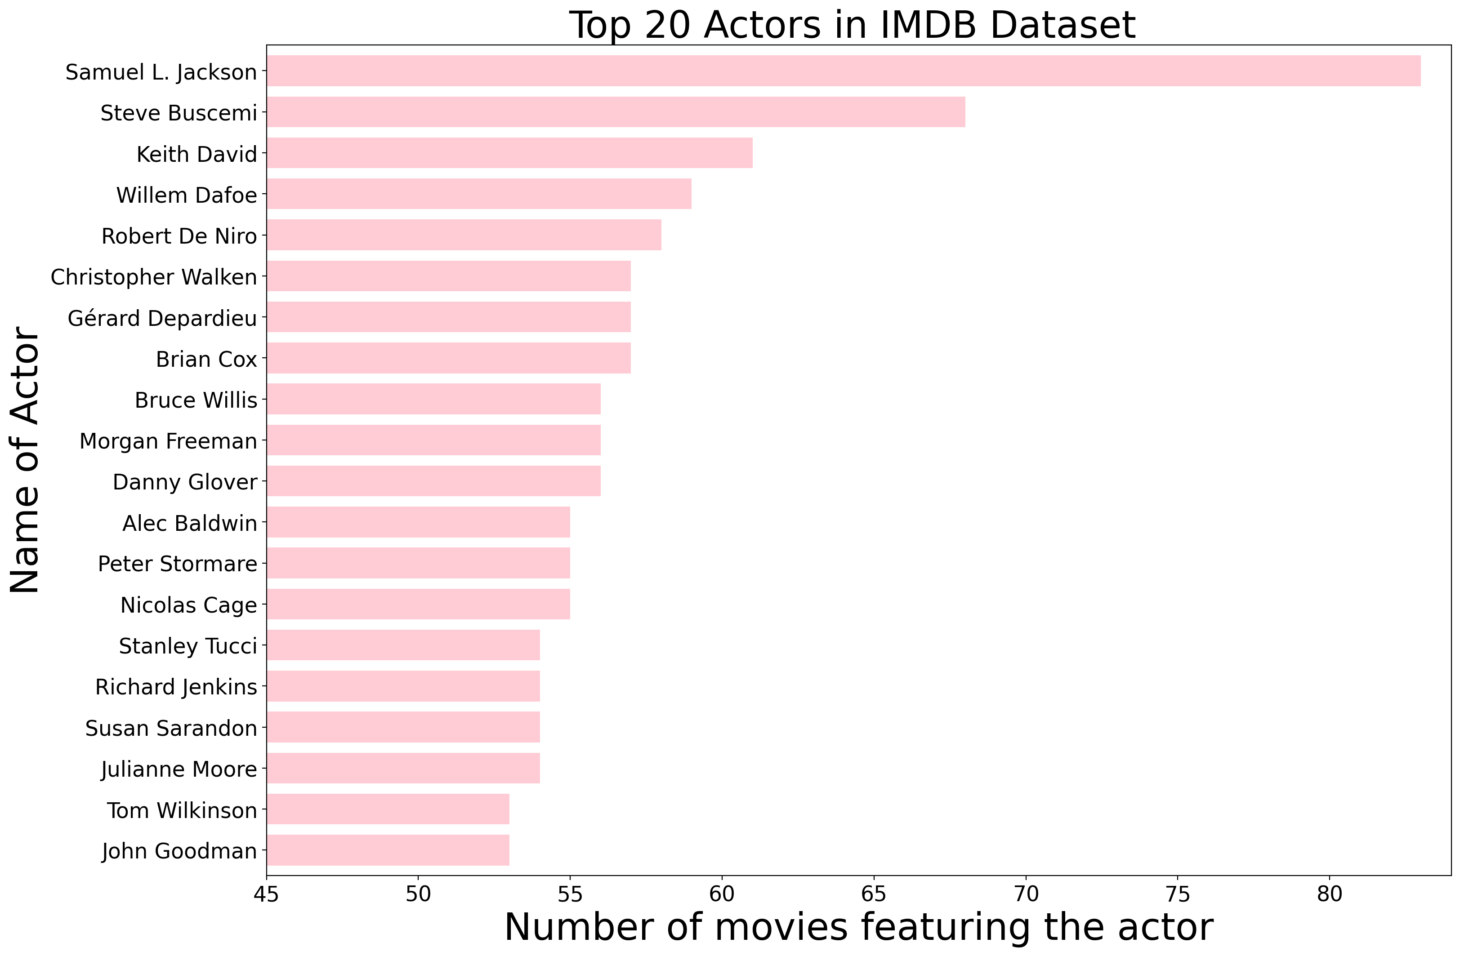 Top 20 Actors in IMDB Dataset
Name of Actor
Samuel L. Jackson
Steve Buscemi
Keith David
Willem Dafoe
Robert De Niro
Christopher Walken
Gérard Depardieu
Brian Cox
Bruce Willis
Morgan Freeman
Danny Glover
Alec Baldwin
Peter Stormare
Nicolas Cage
Stanley Tucci
Richard Jenkins
Susan Sarandon
Julianne Moore
Tom Wilkinson
John Goodman
45 50 55 60 65 70 75 80
Number of movies featuring the actor